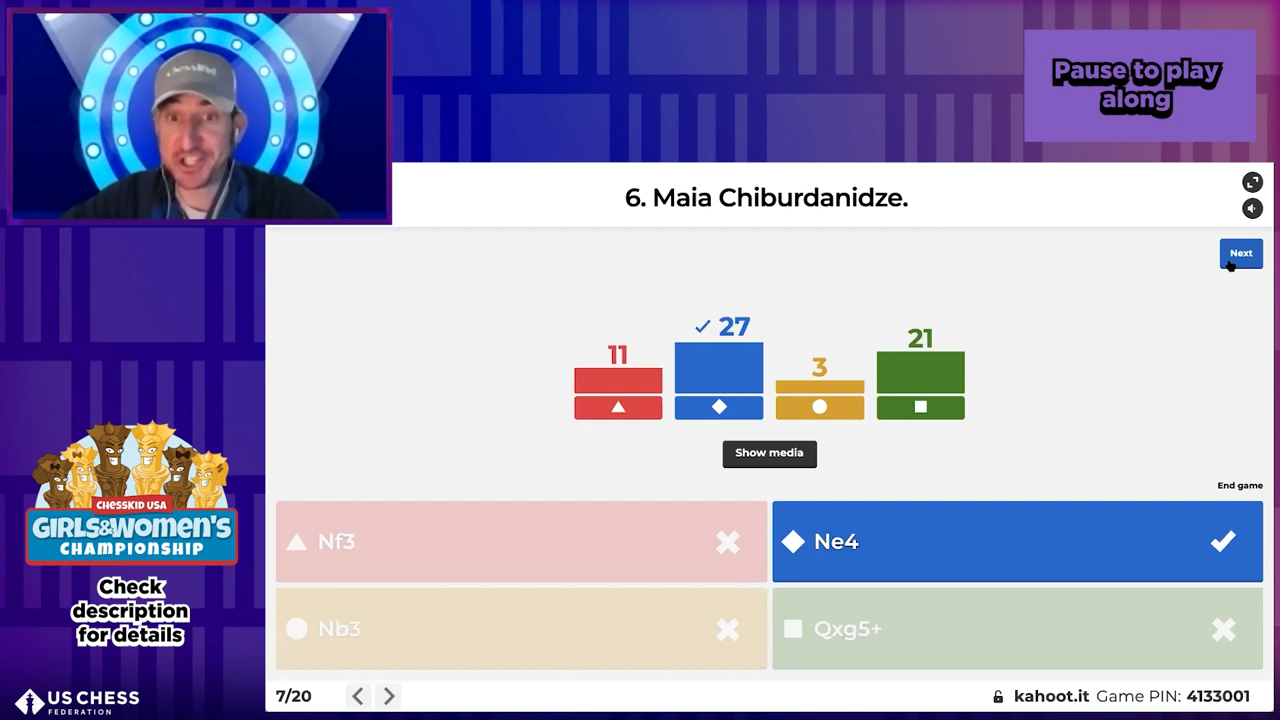 ChessKid
Pause to play
along
6. Maia Chiburdanidze.
Next
11
27
3
21
Show media
End game
Nf3
Ne4
Nb3
Qxg5+
CHESSKID USA
GIRLS&WOMEN'S
CHAMPIONSHIP
Check
description
for details
US CHESS
FEDERATION
7/20
kahoot.it Game PIN: 4133001